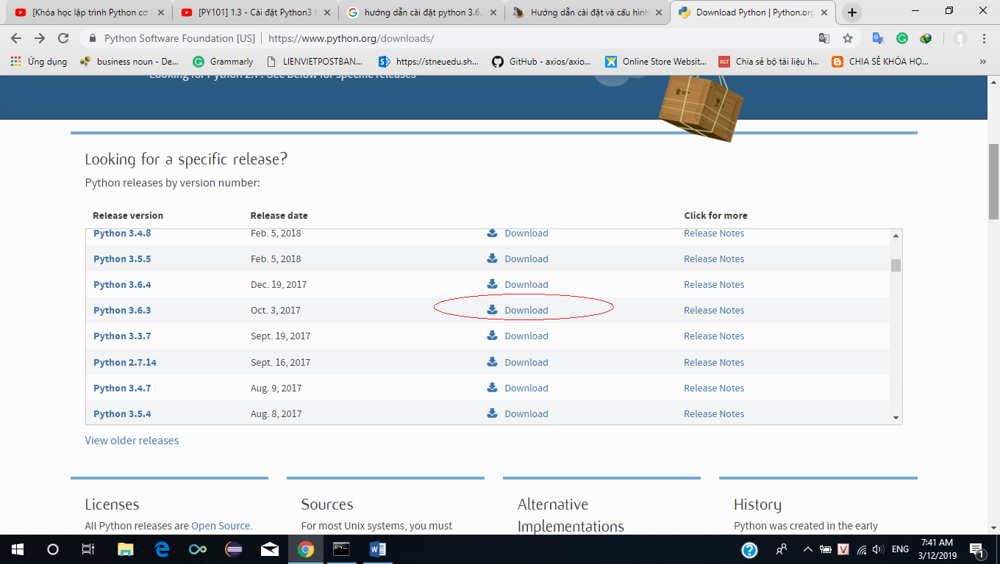 [Khóa học lập trình Python cơ
[PY101] 1.3 - Cài đặt Python3 t
hướng dẫn cài đặt python 3.6.
Hướng dẫn cài đặt và cấu hình
Download Python | Python.org
Python Software Foundation [US] | https://www.python.org/downloads/
Ứng dụng
business noun - De...
Grammarly
LIENVIETPOSTBAN...
https://stneuedu.sh...
GitHub - axios/axio...
Online Store Websit...
KLT
Chia sẻ bộ tài liệu h...
CHIA SẺ KHÓA HỌ...
»
Looking for Python 2.7? See below for specific releases
Looking for a specific release?
Python releases by version number:
Release version Release date Click for more
Python 3.4.8 Feb. 5, 2018 Download Release Notes
Python 3.5.5 Feb. 5, 2018 Download Release Notes
Python 3.6.4 Dec. 19, 2017 Download Release Notes
Python 3.6.3 Oct. 3, 2017 Download Release Notes
Python 3.3.7 Sept. 19, 2017 Download Release Notes
Python 2.7.14 Sept. 16, 2017 Download Release Notes
Python 3.4.7 Aug. 9, 2017 Download Release Notes
Python 3.5.4 Aug. 8, 2017 Download Release Notes
View older releases
Licenses
All Python releases are Open Source.
Sources
For most Unix systems, you must
Alternative
Implementations
History
Python was created in the early
ENG
7:41 AM
3/12/2019
1